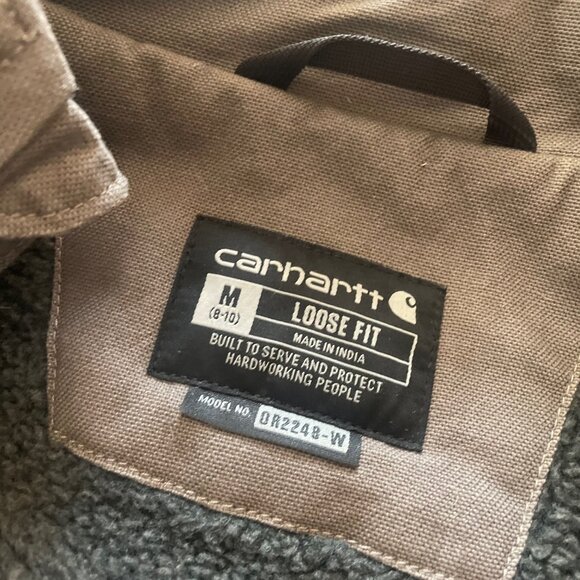 carhartt
M
(8-10)
LOOSE FIT
MADE IN INDIA
BUILT TO SERVE AND PROTECT
HARDWORKING PEOPLE
MODEL NO. OR2248-W